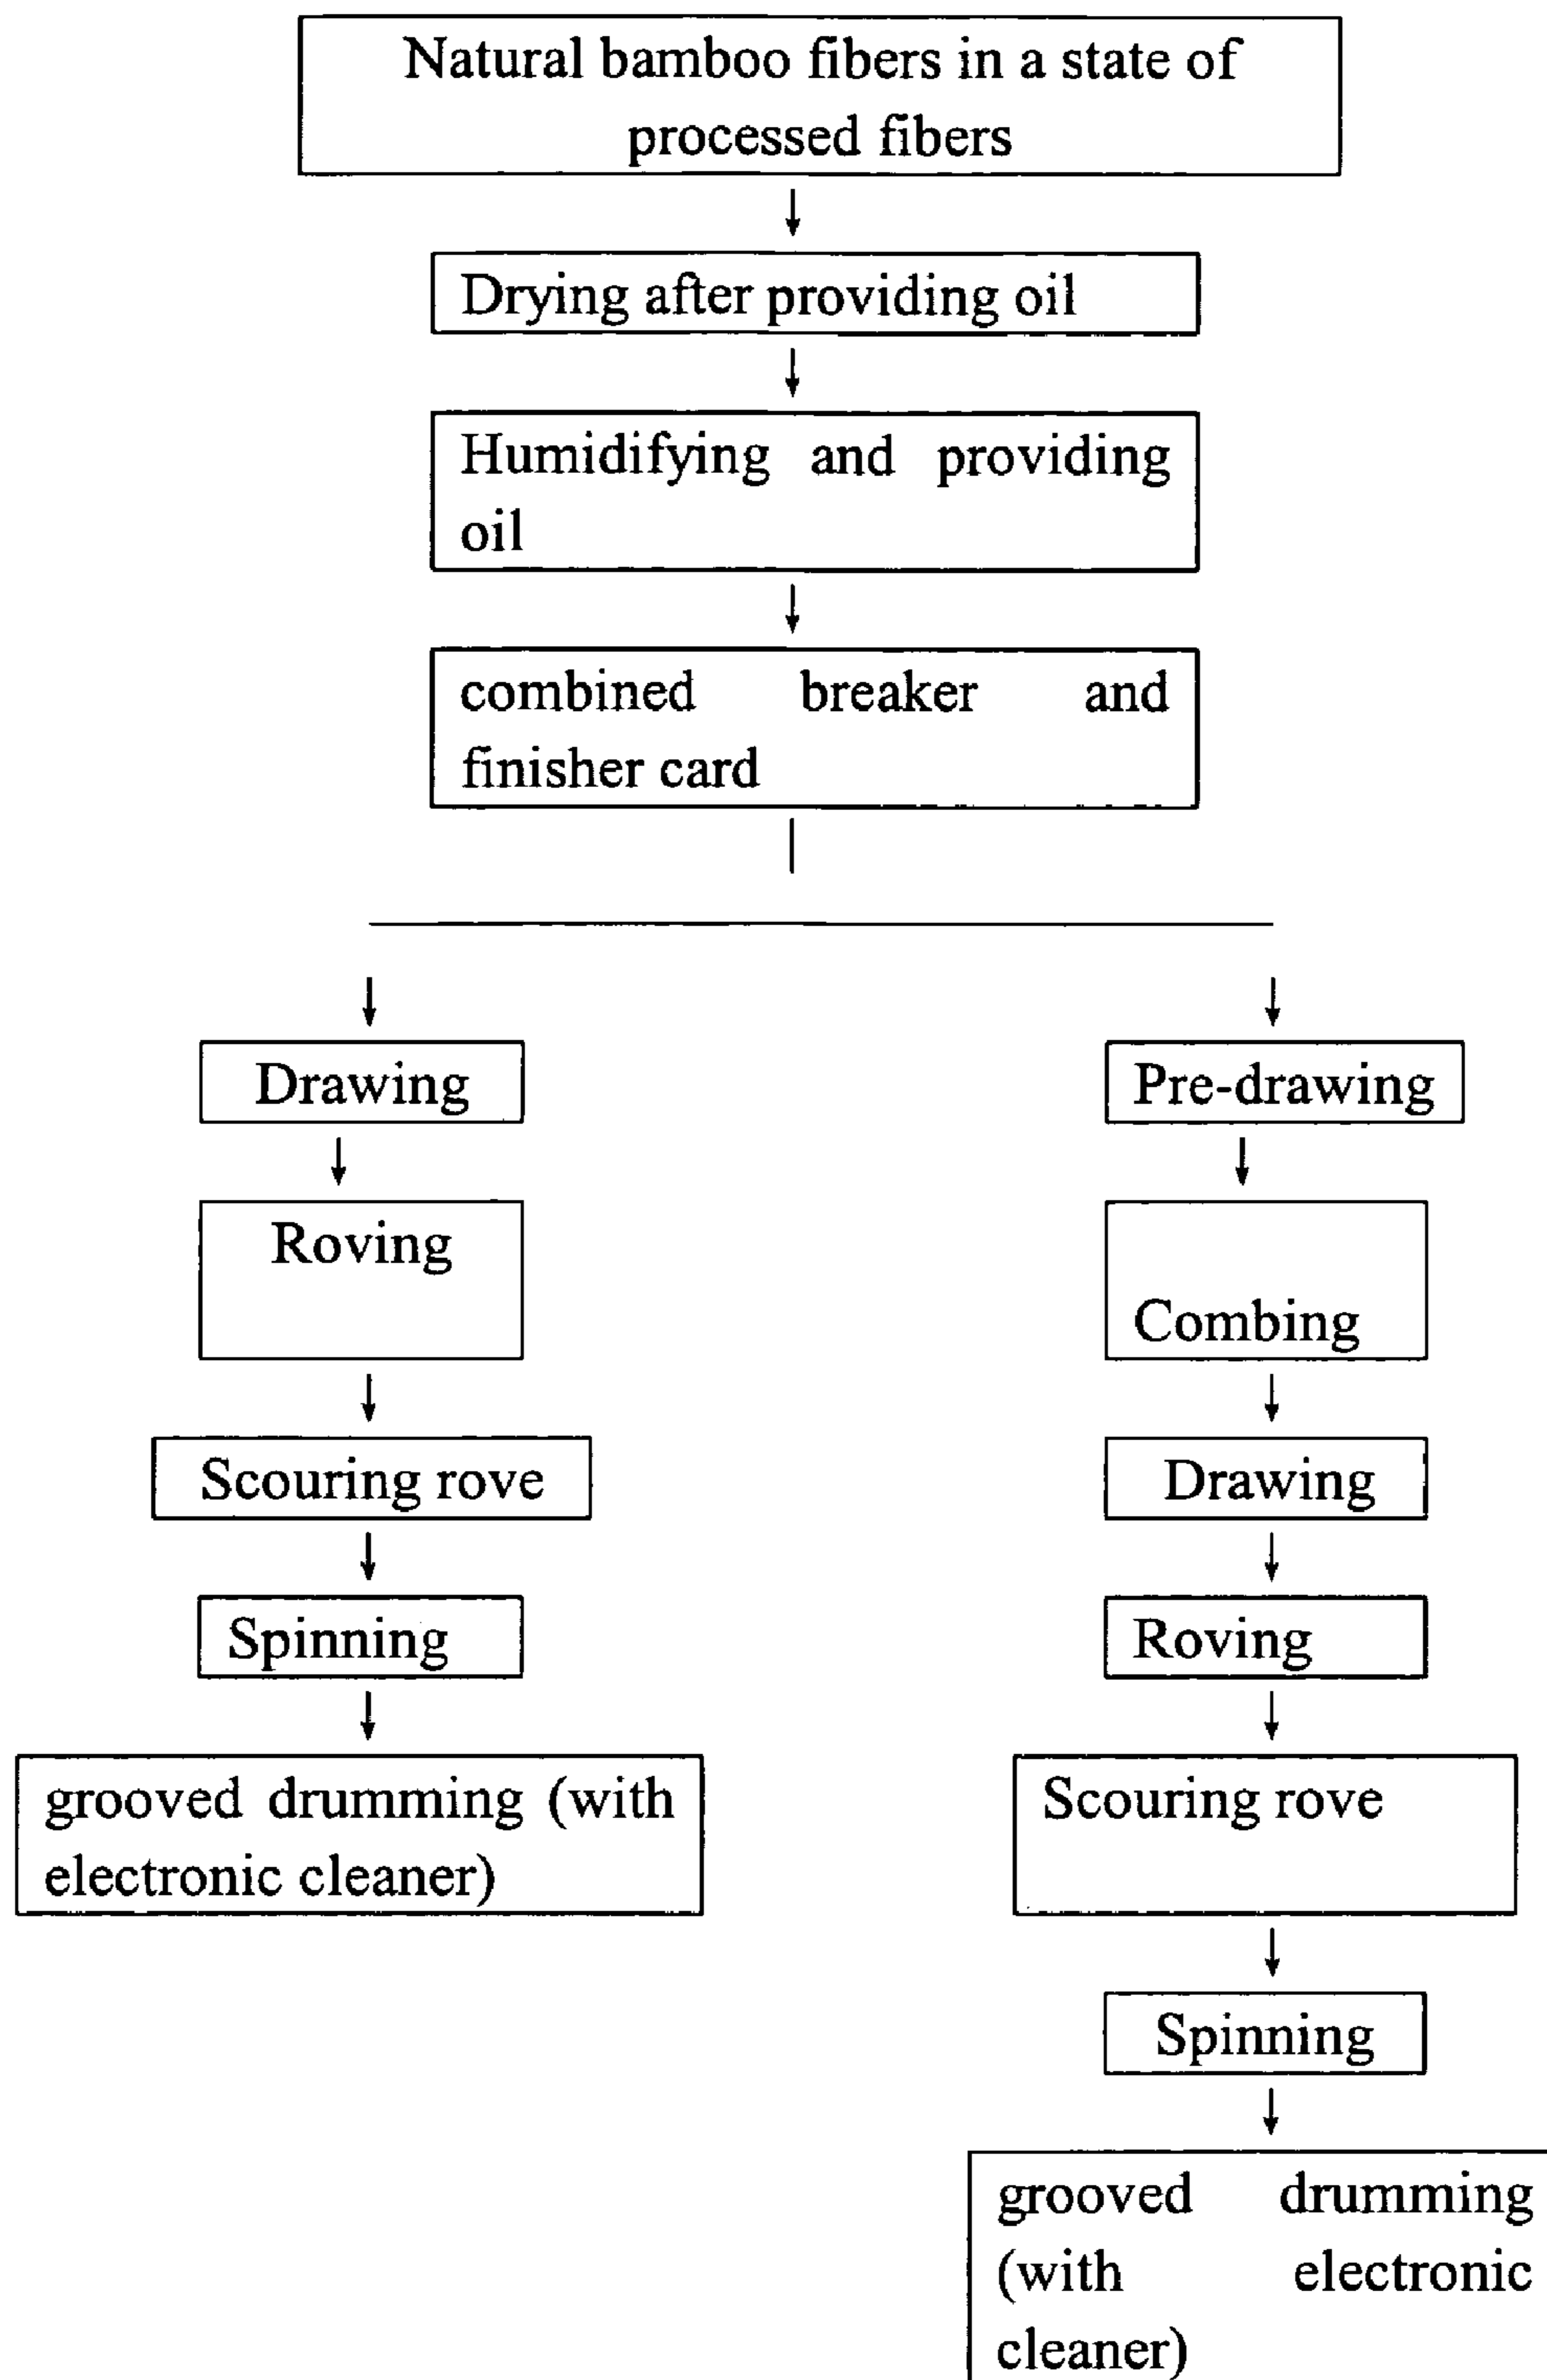 Natural bamboo fibers in a state of
processed fibers
Drying after providing oil
Humidifying and providing
oil
combined breaker and
finisher card
Drawing
Roving
Scouring rove
Spinning
grooved drumming (with
electronic cleaner)
Pre-drawing
Combing
Drawing
Roving
Scouring rove
Spinning
grooved drumming
(with electronic
cleaner)